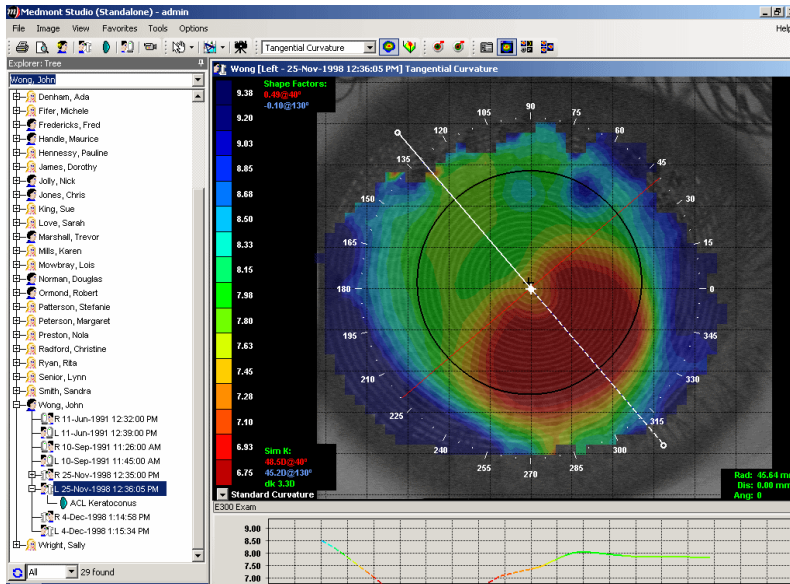 Medmont Studio (Standalone) - admin
File Image View Favorites Tools Options Help
Tangential Curvature
Explorer: Tree
Wong, John
Denham, Ada
Fifer, Michele
Fredericks, Fred
Handle, Maurice
Hennessy, Pauline
James, Dorothy
Jolly, Nick
Jones, Chris
King, Sue
Love, Sarah
Marshall, Trevor
Mills, Karen
Mowbray, Lois
Norman, Douglas
Ormond, Robert
Patterson, Stefanie
Peterson, Margaret
Preston, Nola
Radford, Christine
Ryan, Rita
Senior, Lynn
Smith, Sandra
Wong, John
R 11-Jun-1991 12:32:00 PM
L 11-Jun-1991 12:39:00 PM
R 10-Sep-1991 11:26:00 AM
L 10-Sep-1991 11:45:00 AM
R 25-Nov-1998 12:35:00 PM
L 25-Nov-1998 12:36:05 PM
ACL Keratoconus
R 4-Dec-1998 1:14:58 PM
L 4-Dec-1998 1:15:34 PM
Wright, Sally
All 29 found
Wong [Left - 25-Nov-1998 12:36:05 PM] Tangential Curvature
Shape Factors:
0.49@40°
-0.10@130°
9.38
9.20
9.03
8.85
8.68
8.50
8.33
8.15
7.98
7.80
7.63
7.45
7.28
7.10
6.93
6.75
90
105
75
120
60
135
45
150
30
165
15
180
0
195
345
210
330
225
315
240
300
255
285
270
Sim K:
48.5D@40°
45.2D@130°
dk 3.3D
Standard Curvature
Rad: 45.64 mm
Dis: 0.00 mm
Ang: 0
E300 Exam
9.00
8.50
8.00
7.50
7.00